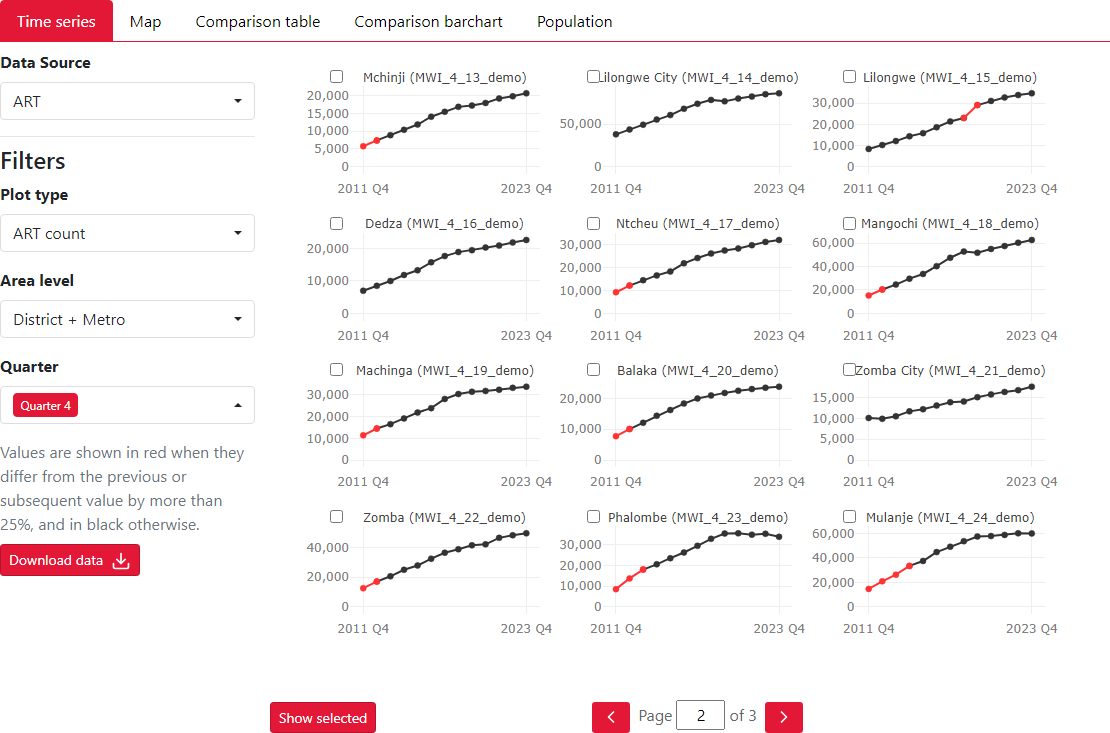 Time series Map Comparison table Comparison barchart Population
Data Source
ART
Filters
Plot type
ART count
Area level
District + Metro
Quarter
Quarter 4
Values are shown in red when they
differ from the previous or
subsequent value by more than
25%, and in black otherwise.
Download data
Mchinji (MWI_4_13_demo)
20,000
15,000
10,000
5,000
0
2011 Q4 2023 Q4
Lilongwe City (MWI_4_14_demo)
50,000
0
2011 Q4 2023 Q4
Lilongwe (MWI_4_15_demo)
30,000
20,000
10,000
0
2011 Q4 2023 Q4
Dedza (MWI_4_16_demo)
20,000
10,000
0
2011 Q4 2023 Q4
Ntcheu (MWI_4_17_demo)
30,000
20,000
10,000
0
2011 Q4 2023 Q4
Mangochi (MWI_4_18_demo)
60,000
40,000
20,000
0
2011 Q4 2023 Q4
Machinga (MWI_4_19_demo)
30,000
20,000
10,000
0
2011 Q4 2023 Q4
Balaka (MWI_4_20_demo)
20,000
10,000
0
2011 Q4 2023 Q4
Zomba City (MWI_4_21_demo)
15,000
10,000
5,000
0
2011 Q4 2023 Q4
Zomba (MWI_4_22_demo)
40,000
20,000
0
2011 Q4 2023 Q4
Phalombe (MWI_4_23_demo)
30,000
20,000
10,000
0
2011 Q4 2023 Q4
Mulanje (MWI_4_24_demo)
60,000
40,000
20,000
0
2011 Q4 2023 Q4
Show selected
Page 2 of 3